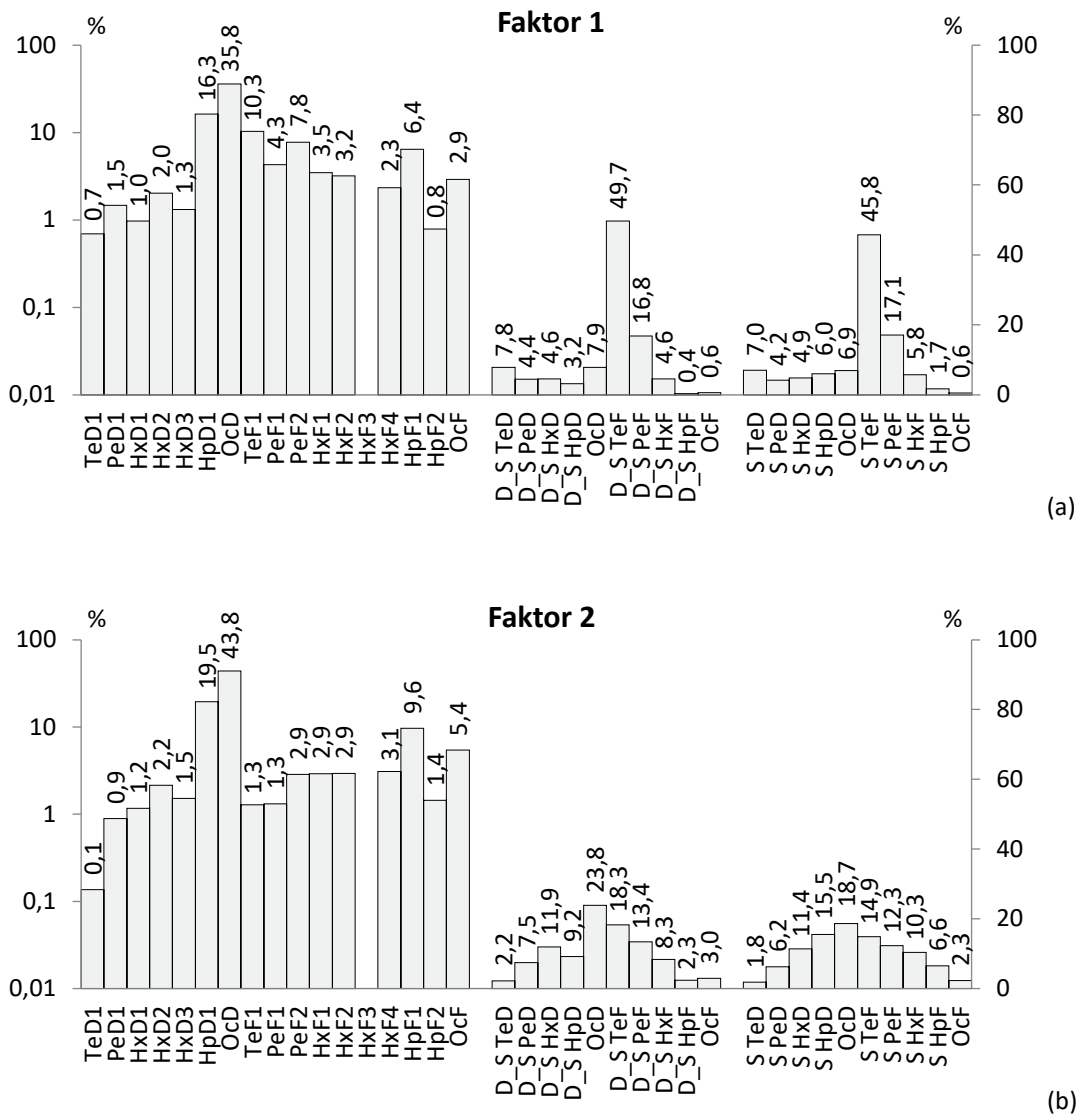 Faktor 1
% %
100 100
10 80
1 60
0,1 40
0,01 20
0
0,7 1,5 1,0 2,0 1,3 16,3 35,8 10,3 4,3 7,8 3,5 3,2 2,3 6,4 0,8 2,9
7,8 4,4 4,6 3,2 7,9 49,7 16,8 4,6 0,4 0,6
7,0 4,2 4,9 6,0 6,9 45,8 17,1 5,8 1,7 0,6
TeD1 PeD1 HxD1 HxD2 HxD3 HpD1 OcD TeF1 PeF1 PeF2 HxF1 HxF2 HxF3 HxF4 HpF1 HpF2 OcF
D_S TeD D_S PeD D_S HxD D_S HpD OcD D_S TeF D_S PeF D_S HxF D_S HpF OcF
S TeD S PeD S HxD S HpD OcD S TeF S PeF S HxF S HpF OcF
(a)
Faktor 2
% %
100 100
10 80
1 60
0,1 40
0,01 20
0
0,1 0,9 1,2 2,2 1,5 19,5 43,8 1,3 1,3 2,9 2,9 2,9 3,1 9,6 1,4 5,4
2,2 7,5 11,9 9,2 23,8 18,3 13,4 8,3 2,3 3,0
1,8 6,2 11,4 15,5 18,7 14,9 12,3 10,3 6,6 2,3
TeD1 PeD1 HxD1 HxD2 HxD3 HpD1 OcD TeF1 PeF1 PeF2 HxF1 HxF2 HxF3 HxF4 HpF1 HpF2 OcF
D_S TeD D_S PeD D_S HxD D_S HpD OcD D_S TeF D_S PeF D_S HxF D_S HpF OcF
S TeD S PeD S HxD S HpD OcD S TeF S PeF S HxF S HpF OcF
(b)